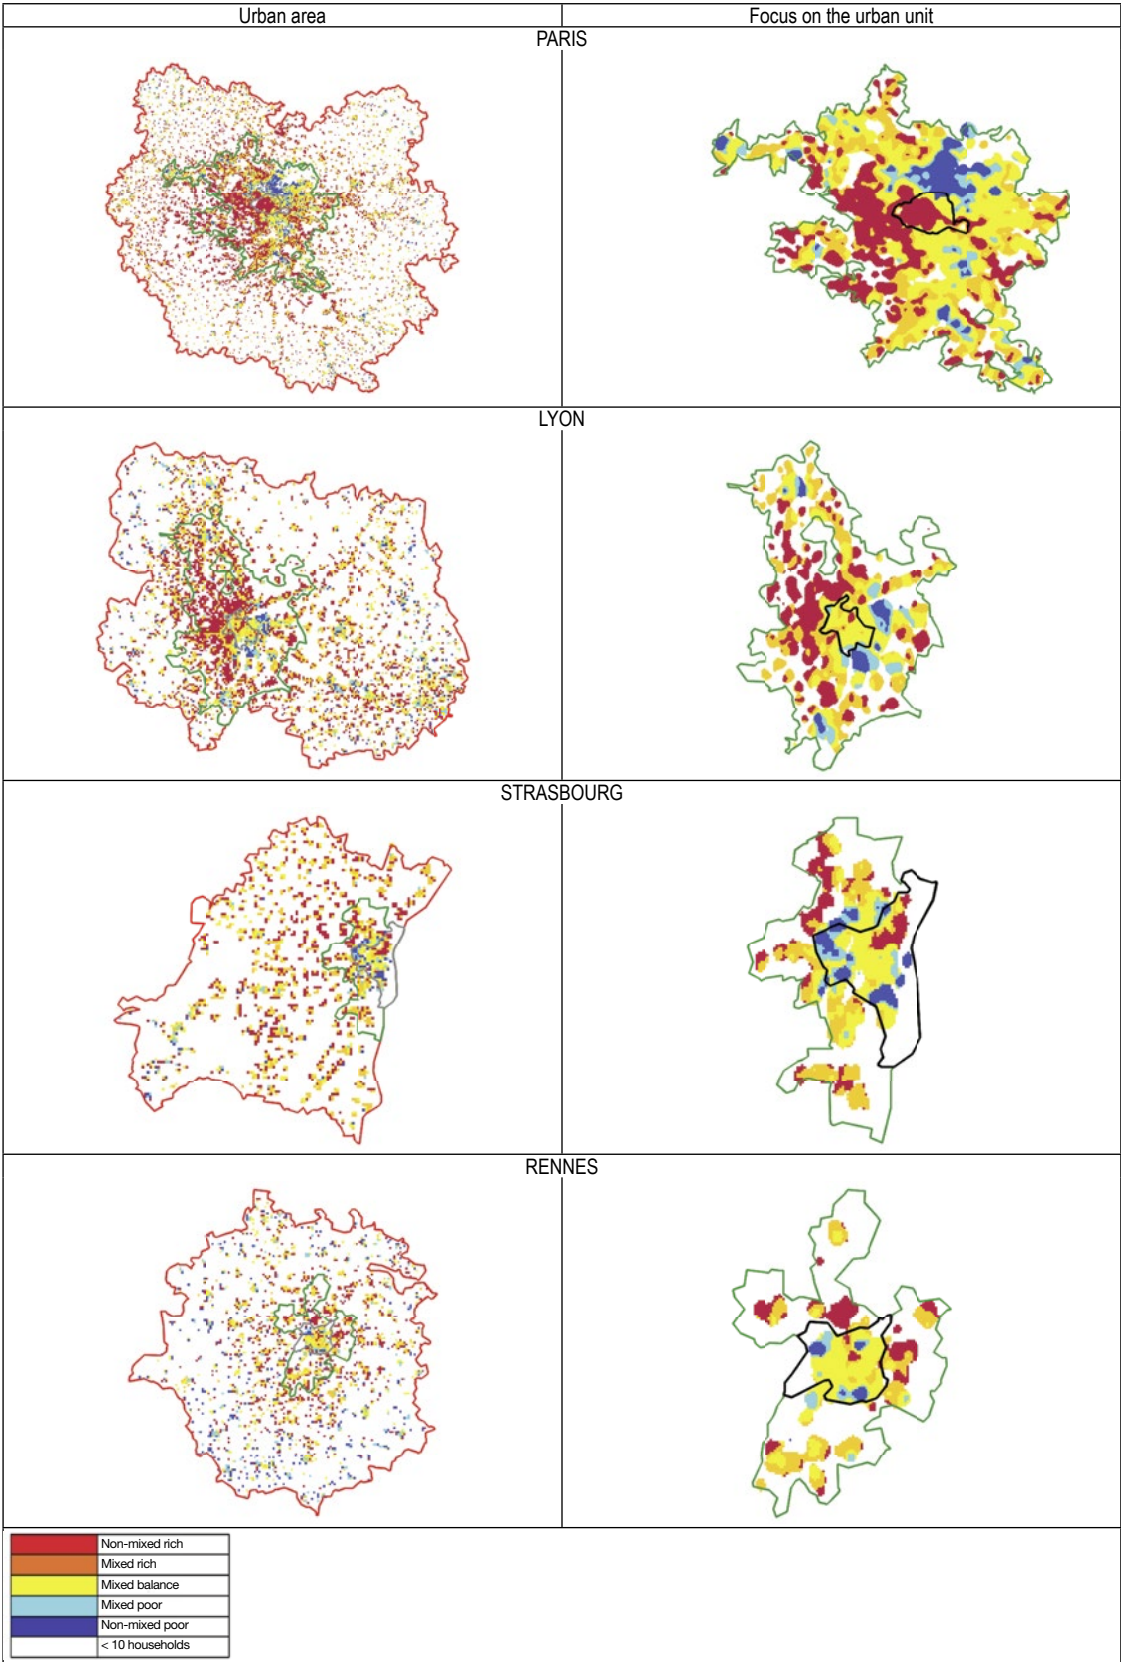 Urban area
Focus on the urban unit
PARIS
LYON
STRASBOURG
RENNES
Non-mixed rich
Mixed rich
Mixed balance
Mixed poor
Non-mixed poor
< 10 households